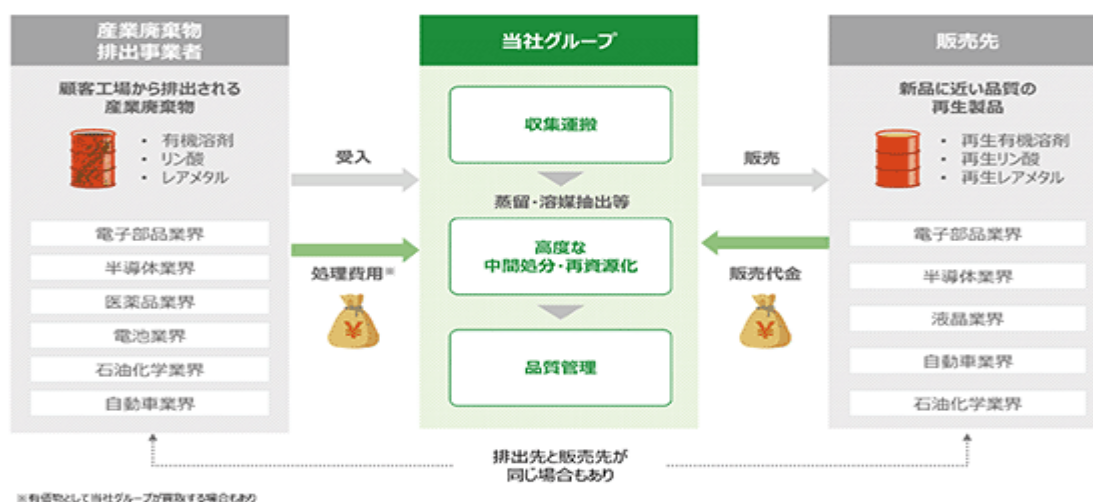 産業廃棄物
排出事業者
顧客工場から排出される
産業廃棄物
・ 有機溶剤
・ リン酸
・ レアメタル
電子部品業界
半導体業界
医薬品業界
電池業界
石油化学業界
自動車業界
受入
処理費用※
¥
当社グループ
収集運搬
蒸留・溶媒抽出等
高度な
中間処分・再資源化
品質管理
販売
販売代金
¥
販売先
新品に近い品質の
再生製品
・ 再生有機溶剤
・ 再生リン酸
・ 再生レアメタル
電子部品業界
半導体業界
液晶業界
自動車業界
石油化学業界
排出先と販売先が
同じ場合もあり
※有価物として当社グループが買取する場合もあり